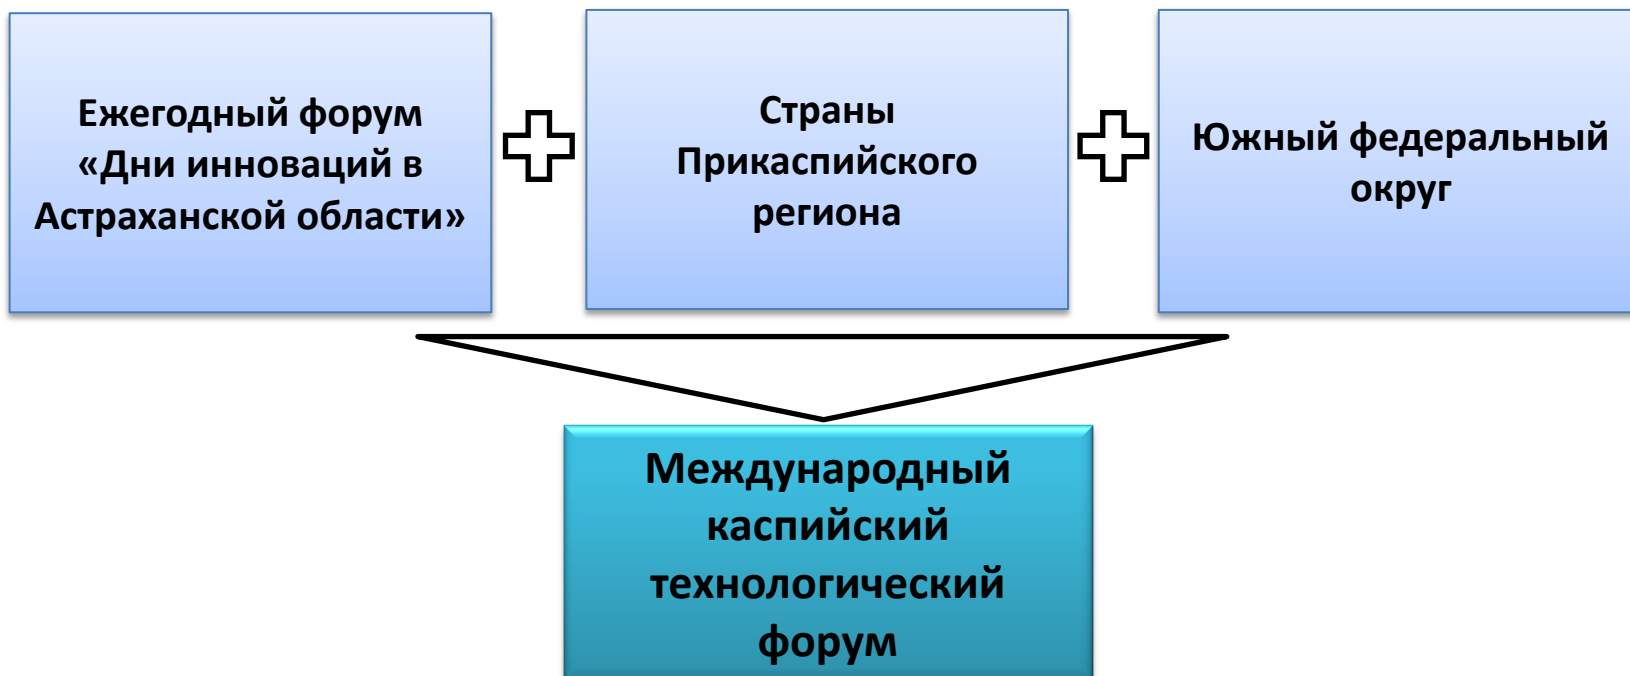 Ежегодный форум
«Дни инноваций в
Астраханской области»
Страны
Прикаспийского
региона
Южный федеральный
округ
Международный
каспийский
технологический
форум